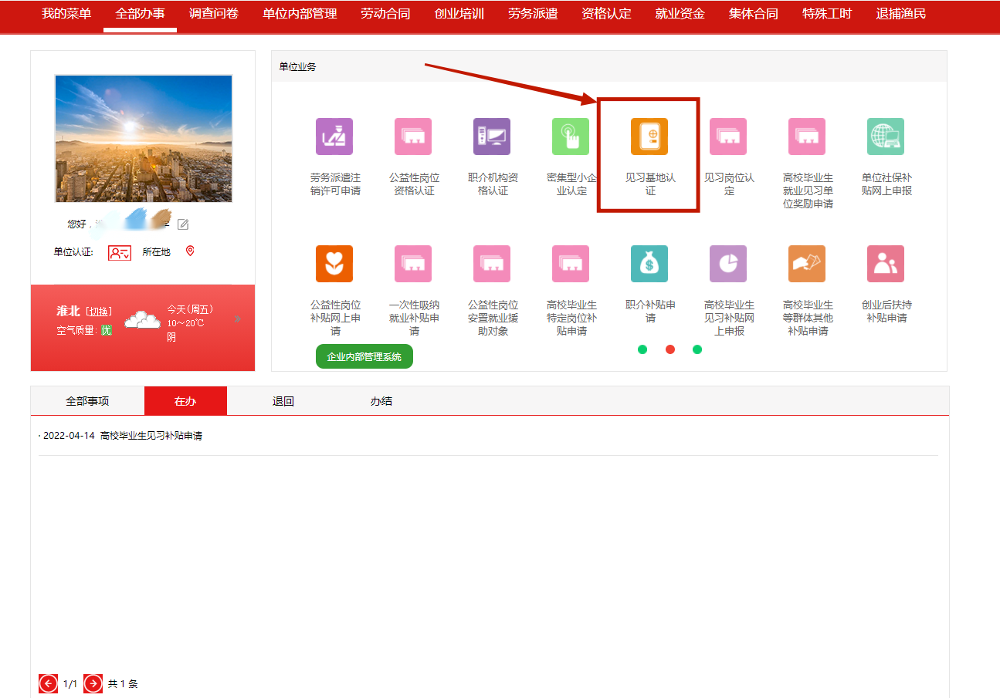 我的菜单 全部办事 调查问卷 单位内部管理 劳动合同 创业培训 劳务派遣 资格认定 就业资金 集体合同 特殊工时 退捕渔民
单位业务
劳务派遣注
销许可申请
公益性岗位
资格认证
职介机构资
格认证
密集型小企
业认定
见习基地认
证
见习岗位认
定
高校毕业生
就业见习单
位奖励申请
单位社保补
贴网上申报
您好，
单位认证: 所在地
淮北 [切换]
空气质量: 优
今天(周五)
10～20℃
阴
公益性岗位
补贴网上申
请
一次性吸纳
就业补贴申
请
公益性岗位
安置就业援
助对象
高校毕业生
特定岗位补
贴申请
职介补贴申
请
高校毕业生
见习补贴网
上申报
高校毕业生
等群体其他
补贴申请
创业后扶持
补贴申请
企业内部管理系统
全部事项 在办 退回 办结
· 2022-04-14 高校毕业生见习补贴申请
1/1 共 1 条